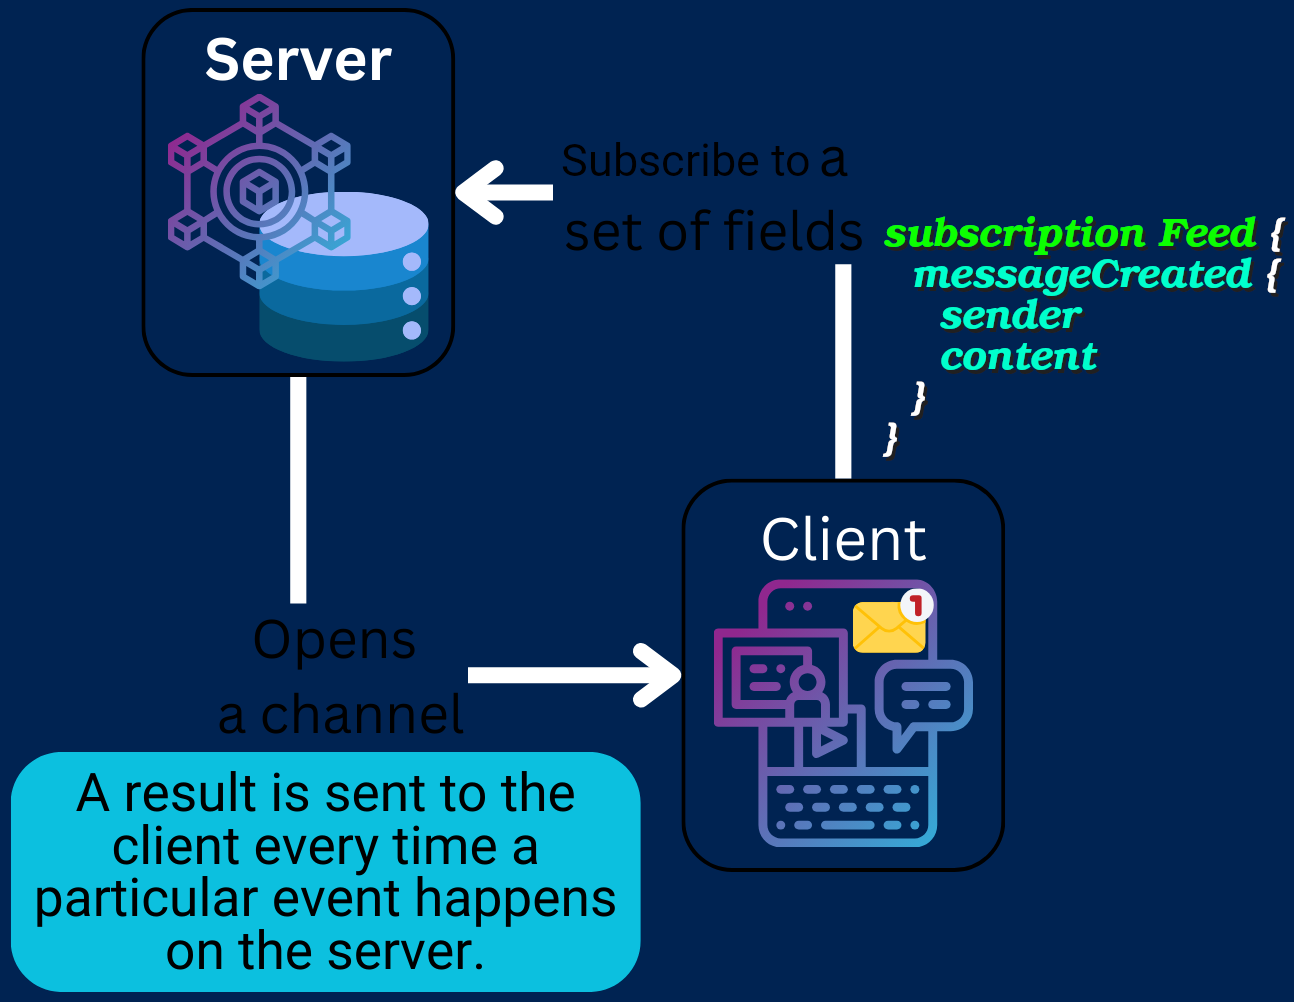 Server
Subscribe to a
set of fields
subscription Feed {
messageCreated {
sender
content
}
}
Client
1
Opens
a channel
A result is sent to the
client every time a
particular event happens
on the server.